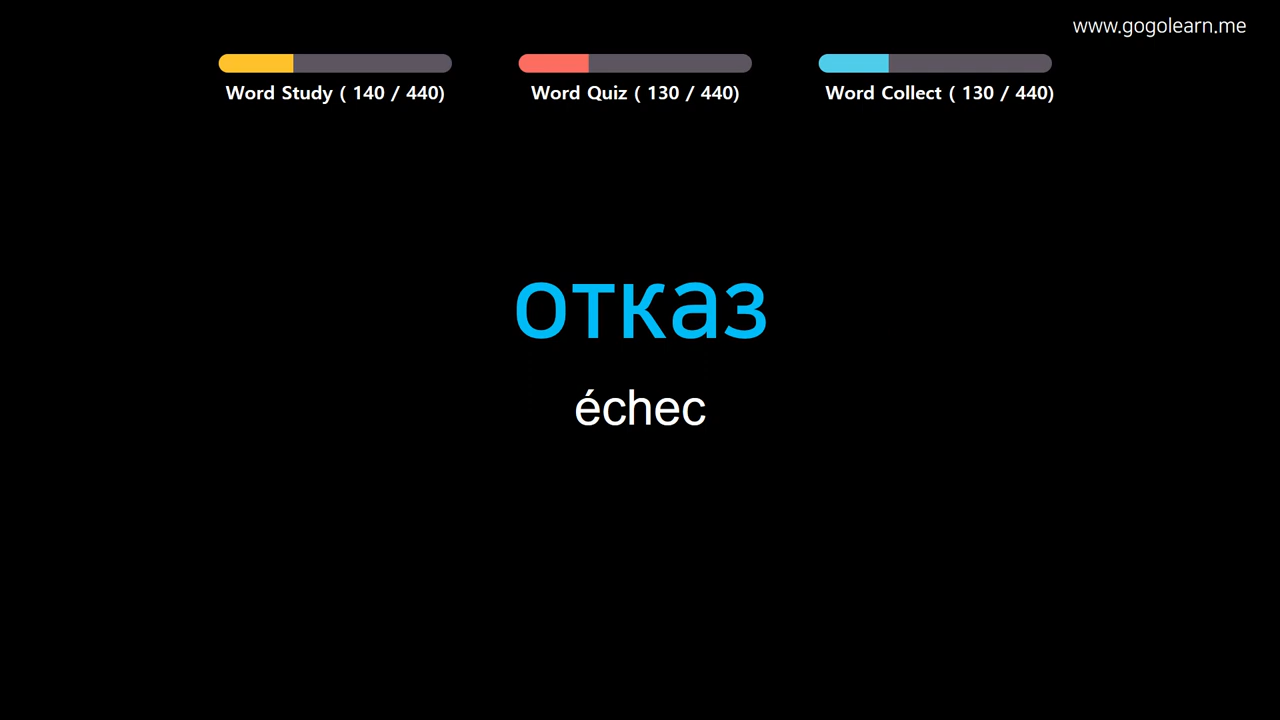 www.gogolearn.me
Word Study ( 140 / 440)
Word Quiz ( 130 / 440)
Word Collect ( 130 / 440)
отказ
échec